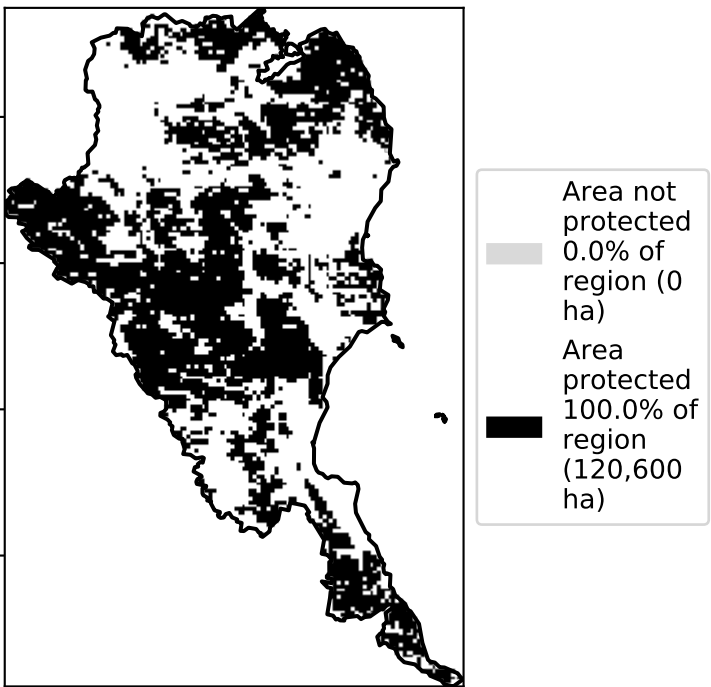 Area not
protected
0.0% of
region (0
ha)
Area
protected
100.0% of
region
(120,600
ha)